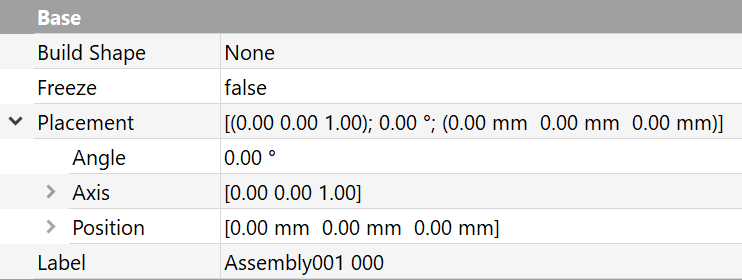 Base
Build Shape None
Freeze false
Placement [(0.00 0.00 1.00); 0.00 °; (0.00 mm  0.00 mm  0.00 mm)]
Angle 0.00 °
Axis [0.00 0.00 1.00]
Position [0.00 mm  0.00 mm  0.00 mm]
Label Assembly001 000